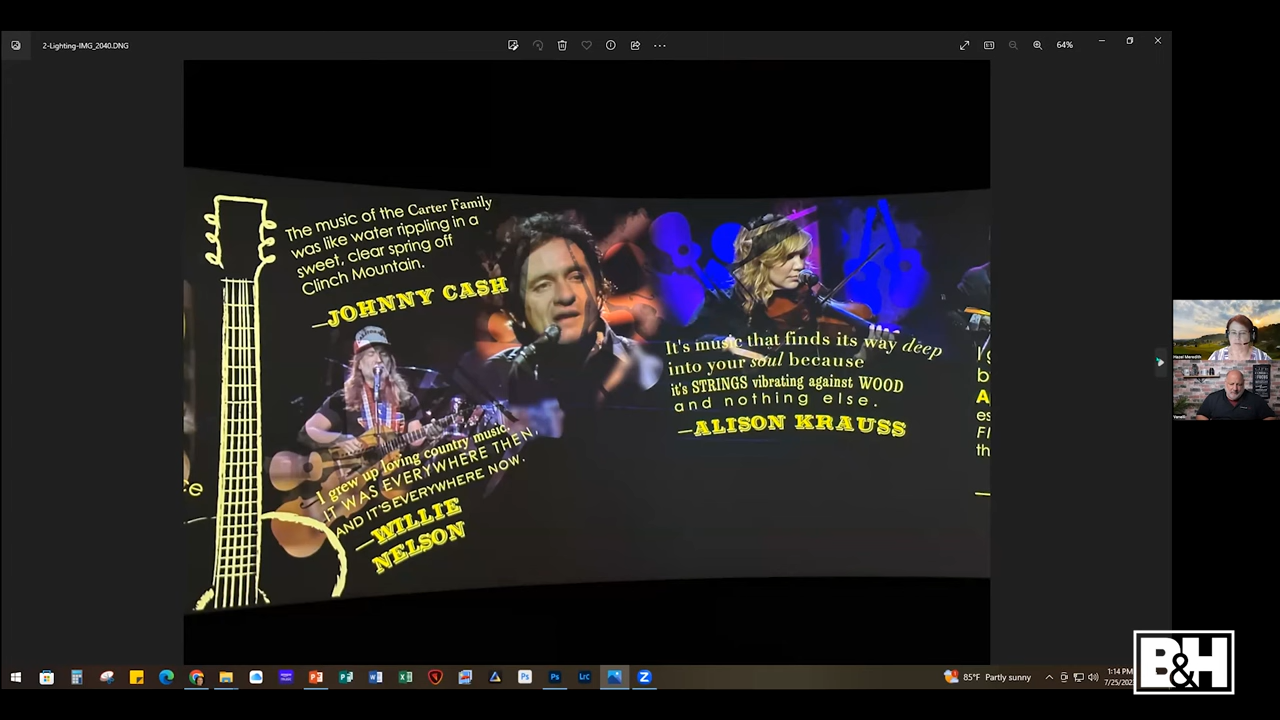 2-Lighting-IMG_2040.DNG
64%
The music of the Carter Family
was like water rippling in a
sweet, clear spring off
Clinch Mountain.
—JOHNNY CASH
I grew up loving country music.
IT WAS EVERYWHERE THEN,
AND IT'S EVERYWHERE NOW.
—WILLIE
NELSON
It's music that finds its way deep
into your soul because
it's STRINGS vibrating against WOOD
and nothing else.
—ALISON KRAUSS
Hazel Meredith
85°F Partly sunny
1:14 PM
B&H